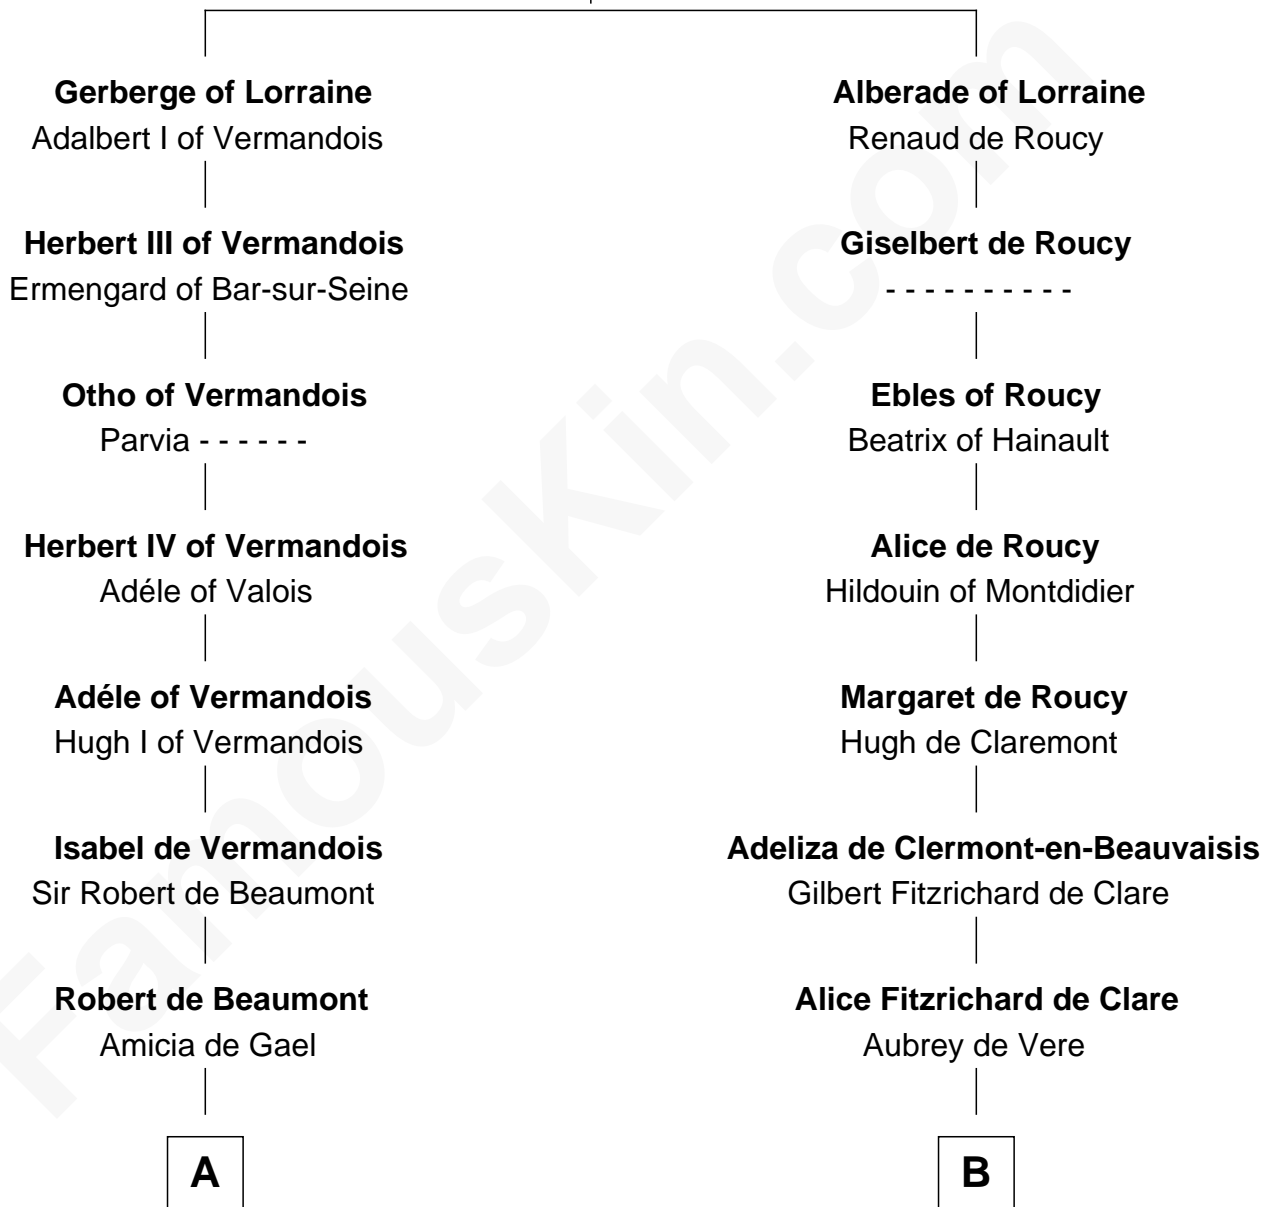 Gerberge of Lorraine
Adalbert I of Vermandois
Herbert III of Vermandois
Ermengard of Bar-sur-Seine
Otho of Vermandois
Parvia - - - - - -
Herbert IV of Vermandois
Adéle of Valois
Adéle of Vermandois
Hugh I of Vermandois
Isabel de Vermandois
Sir Robert de Beaumont
Robert de Beaumont
Amicia de Gael
A
Alberade of Lorraine
Renaud de Roucy
Giselbert de Roucy
- - - - - - - - - -
Ebles of Roucy
Beatrix of Hainault
Alice de Roucy
Hildouin of Montdidier
Margaret de Roucy
Hugh de Claremont
Adeliza de Clermont-en-Beauvaisis
Gilbert Fitzrichard de Clare
Alice Fitzrichard de Clare
Aubrey de Vere
B
FamousKin.com